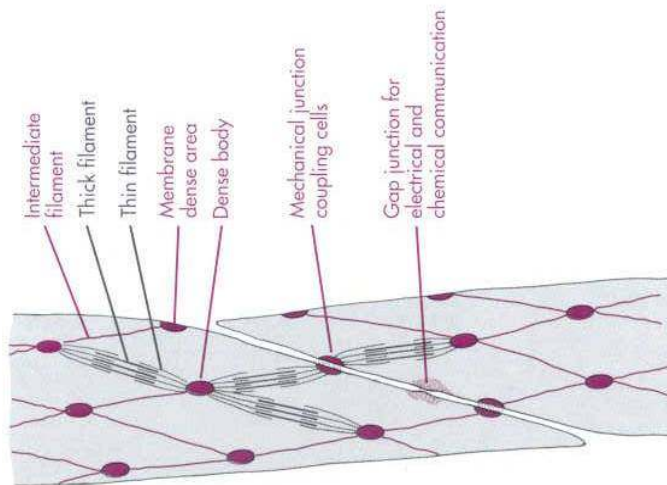 Intermediate
filament
Thick filament
Thin filament
Membrane
dense area
Dense body
Mechanical junction
coupling cells
Gap junction for
electrical and
chemical communication